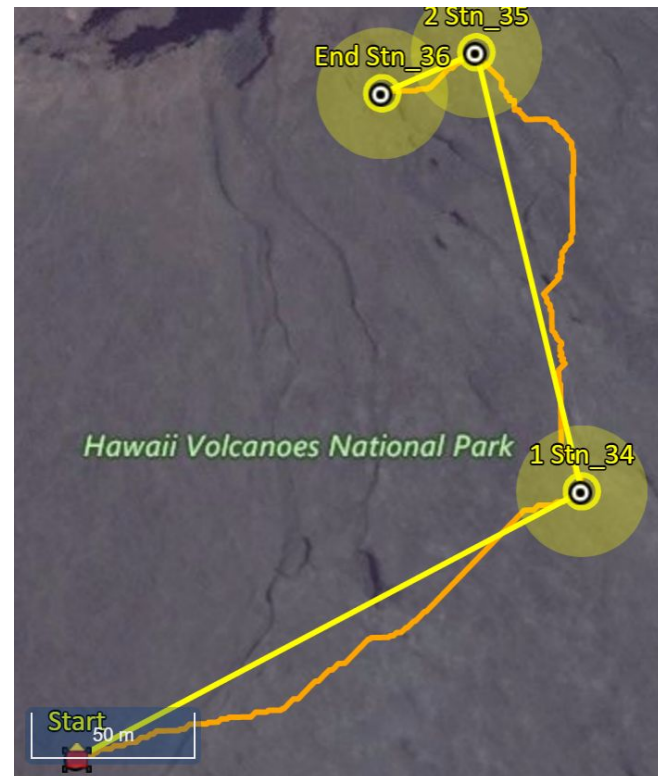 2 Stn_35
End Stn_36
Hawaii Volcanoes National Park
1 Stn_34
Start
50 m